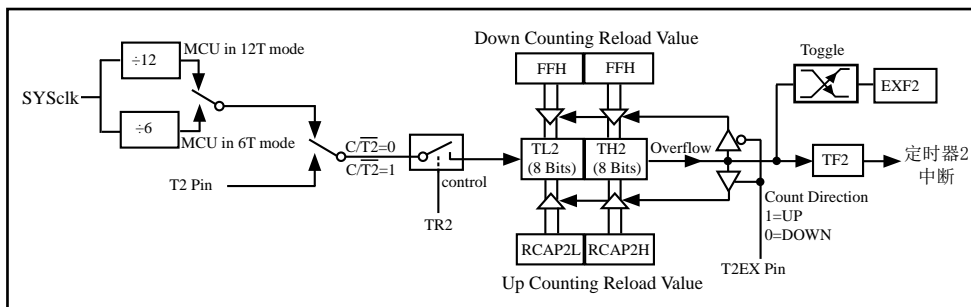 Down Counting Reload Value
Toggle
MCU in 12T mode
÷12
FFH
FFH
EXF2
SYSclk
÷6
MCU in 6T mode
C/T2=0
C/T2=1
TL2
(8 Bits)
TH2
(8 Bits)
Overflow
TF2
定时器2
中断
T2 Pin
control
TR2
Count Direction
1=UP
0=DOWN
RCAP2L
RCAP2H
T2EX Pin
Up Counting Reload Value